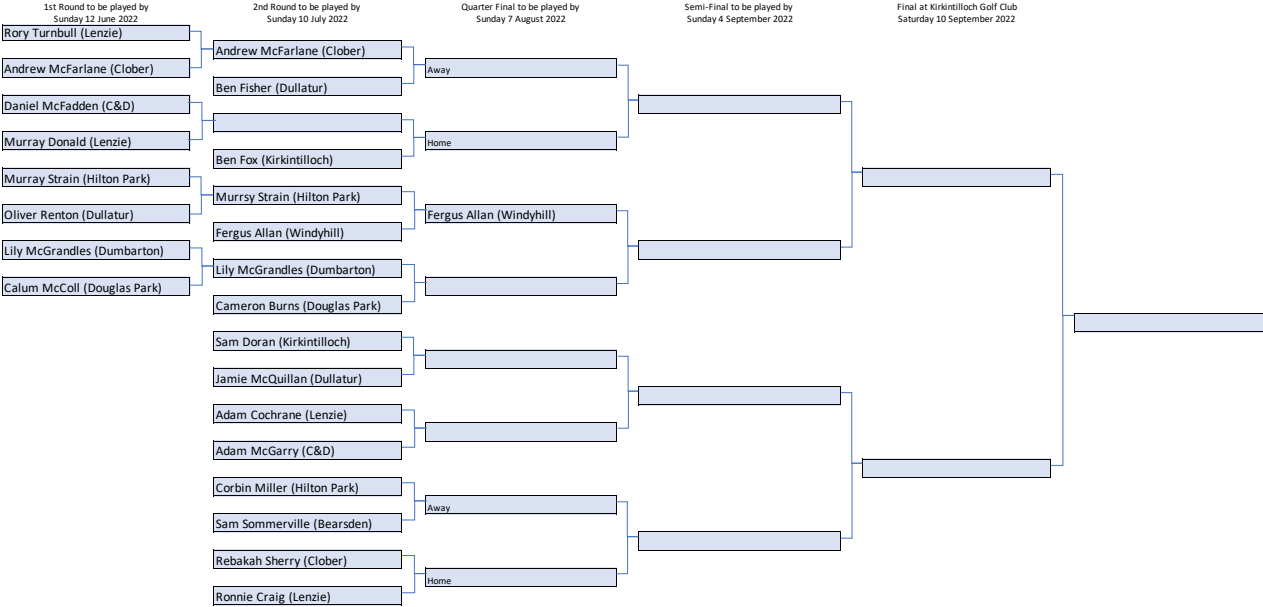 1st Round to be played by
Sunday 12 June 2022
2nd Round to be played by
Sunday 10 July 2022
Quarter Final to be played by
Sunday 7 August 2022
Semi-Final to be played by
Sunday 4 September 2022
Final at Kirkintilloch Golf Club
Saturday 10 September 2022
Rory Turnbull (Lenzie)
Andrew McFarlane (Clober)
Daniel McFadden (C&D)
Murray Donald (Lenzie)
Murray Strain (Hilton Park)
Oliver Renton (Dullatur)
Lily McGrandles (Dumbarton)
Calum McColl (Douglas Park)
Andrew McFarlane (Clober)
Ben Fisher (Dullatur)
Ben Fox (Kirkintilloch)
Murrsy Strain (Hilton Park)
Fergus Allan (Windyhill)
Lily McGrandles (Dumbarton)
Cameron Burns (Douglas Park)
Sam Doran (Kirkintilloch)
Jamie McQuillan (Dullatur)
Adam Cochrane (Lenzie)
Adam McGarry (C&D)
Corbin Miller (Hilton Park)
Sam Sommerville (Bearsden)
Rebakah Sherry (Clober)
Ronnie Craig (Lenzie)
Away
Home
Fergus Allan (Windyhill)
Away
Home